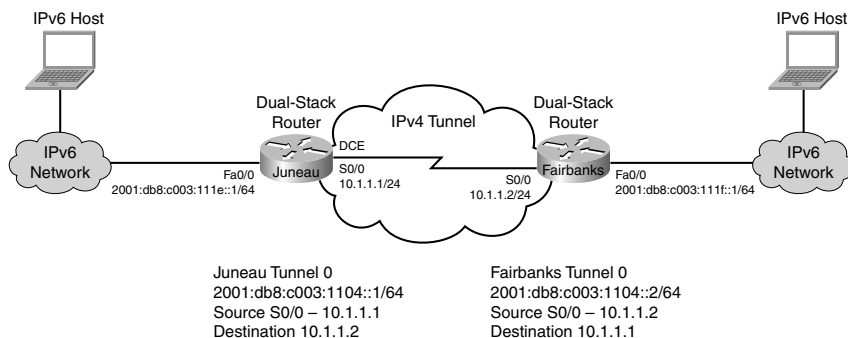 IPv6 Host
IPv6 Host
Dual-Stack
Router
IPv4 Tunnel
Dual-Stack
Router
IPv6
Network
Fa0/0
2001:db8:c003:111e::1/64
Juneau
DCE
S0/0
10.1.1.1/24
S0/0
10.1.1.2/24
Fairbanks
Fa0/0
2001:db8:c003:111f::1/64
IPv6
Network
Juneau Tunnel 0
2001:db8:c003:1104::1/64
Source S0/0 – 10.1.1.1
Destination 10.1.1.2
Fairbanks Tunnel 0
2001:db8:c003:1104::2/64
Source S0/0 – 10.1.1.2
Destination 10.1.1.1